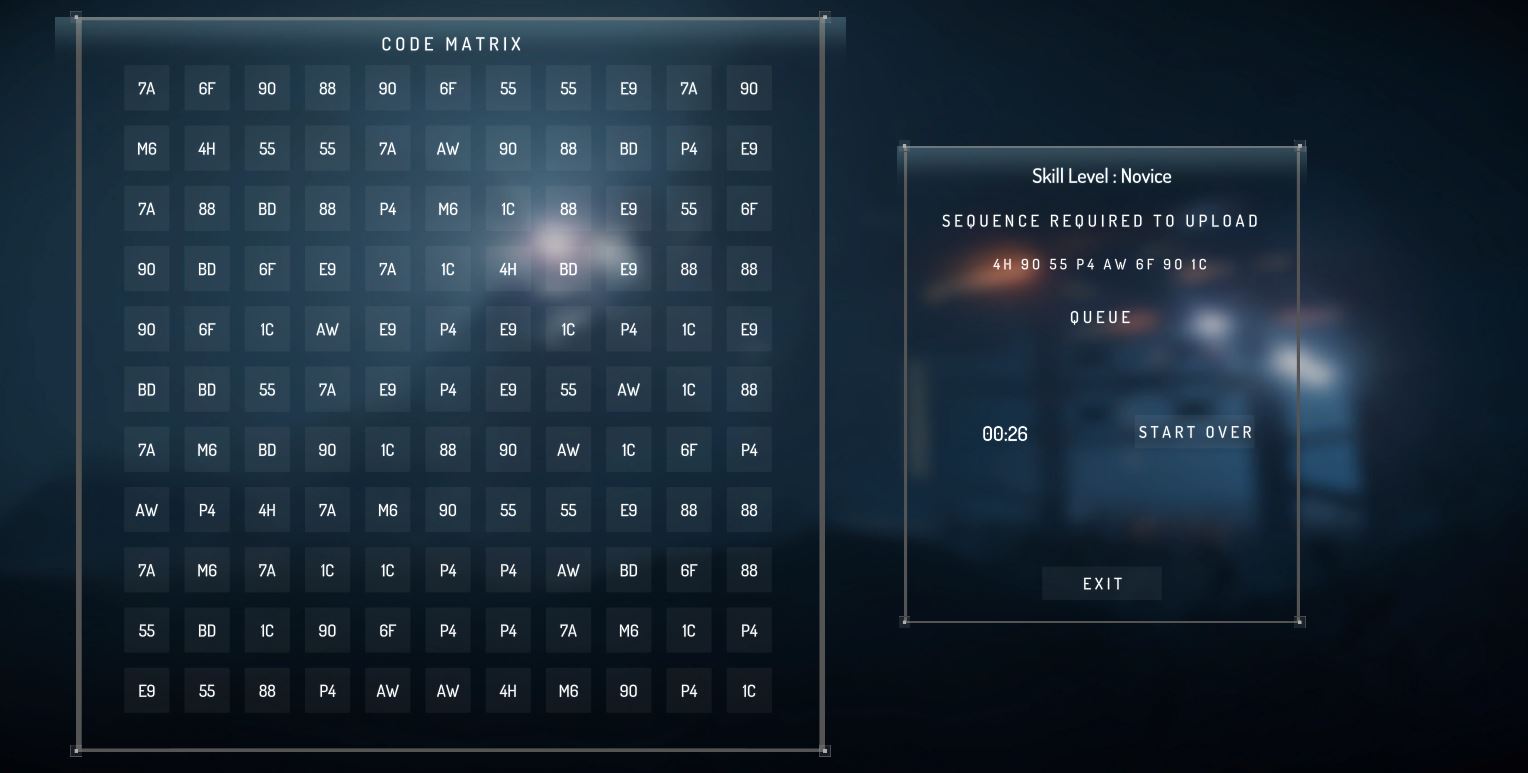 CODE MATRIX
7A 6F 90 88 90 6F 55 55 E9 7A 90
M6 4H 55 55 7A AW 90 88 BD P4 E9
7A 88 BD 88 P4 M6 1C 88 E9 55 6F
90 BD 6F E9 7A 1C 4H BD E9 88 88
90 6F 1C AW E9 P4 E9 1C P4 1C E9
BD BD 55 7A E9 P4 E9 55 AW 1C 88
7A M6 BD 90 1C 88 90 AW 1C 6F P4
AW P4 4H 7A M6 90 55 55 E9 88 88
7A M6 7A 1C 1C P4 P4 AW BD 6F 88
55 BD 1C 90 6F P4 P4 7A M6 1C P4
E9 55 88 P4 AW AW 4H M6 90 P4 1C
Skill Level : Novice
SEQUENCE REQUIRED TO UPLOAD
4H 90 55 P4 AW 6F 90 1C
QUEUE
00:26 START OVER
EXIT